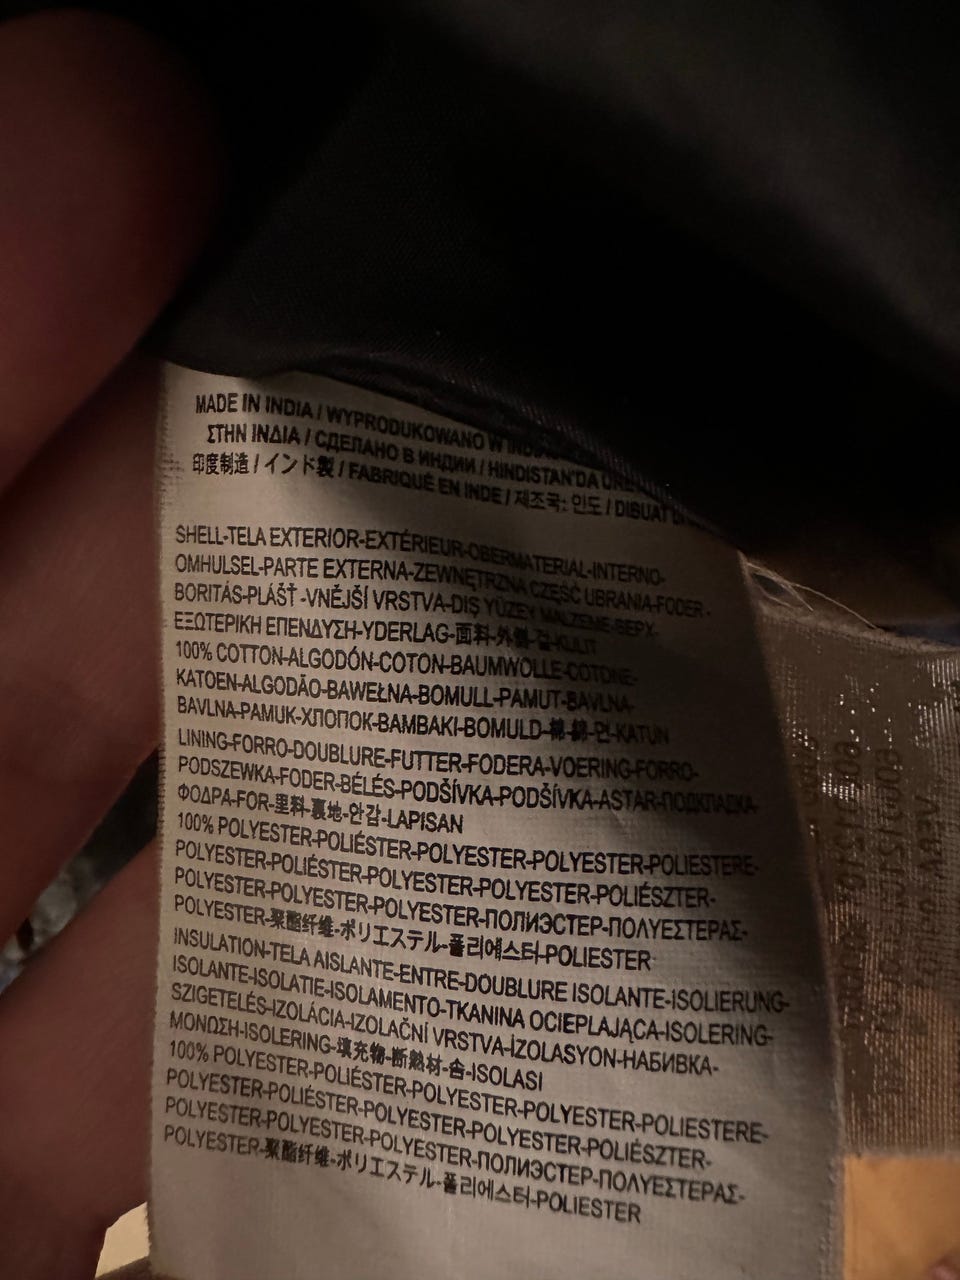 MADE IN INDIA / WYPRODUKOWANO W
ΣΤΗΝ ΙΝΔΙΑ / СДЕЛАНО В ИНДИИ / HINDISTAN'DA
印度制造 / インド製 / FABRIQUÉ EN INDE / 제조국: 인도 / DIBUAT
SHELL-TELA EXTERIOR-EXTÉRIEUR-OBERMATERIAL-INTERNO-
OMHULSEL-PARTE EXTERNA-ZEWNĘTRZNA CZĘŚĆ UBRANIA-FODER-
BORITÁS-PLÁŠŤ -VNĚJŠÍ VRSTVA-DIŞ YÜZEY MALZEME-ВЕРХ-
ΕΞΩΤΕΡΙΚΗ ΕΠΕΝΔΥΣΗ-YDERLAG-面料-外側-겉-KULIT
100% COTTON-ALGODÓN-COTON-BAUMWOLLE-COTONE-
KATOEN-ALGODÃO-BAWEŁNA-BOMULL-PAMUT-BAVLNA-
BAVLNA-PAMUK-ХЛОПОК-ΒΑΜΒΑΚΙ-BOMULD-棉-綿-면-KATUN
LINING-FORRO-DOUBLURE-FUTTER-FODERA-VOERING-FORRO-
PODSZEWKA-FODER-BÉLÉS-PODŠÍVKA-PODŠÍVKA-ASTAR-ПОДКЛАДКА-
ΦΟΔΡΑ-FOR-里料-裏地-안감-LAPISAN
100% POLYESTER-POLIÉSTER-POLYESTER-POLYESTER-POLIESTERE-
POLYESTER-POLIÉSTER-POLYESTER-POLYESTER-POLIÉSZTER-
POLYESTER-POLYESTER-POLYESTER-ПОЛИЭСТЕР-ΠΟΛΥΕΣΤΕΡΑΣ-
POLYESTER-聚酯纤维-ポリエステル-폴리에스터-POLIESTER
INSULATION-TELA AISLANTE-ENTRE-DOUBLURE ISOLANTE-ISOLIERUNG-
ISOLANTE-ISOLATIE-ISOLAMENTO-TKANINA OCIEPLAJĄCA-ISOLERING-
SZIGETELÉS-IZOLÁCIA-IZOLAČNÍ VRSTVA-İZOLASYON-НАБИВКА-
ΜΟΝΩΣΗ-ISOLERING-填充物-断熱材-솜-ISOLASI
100% POLYESTER-POLIÉSTER-POLYESTER-POLYESTER-POLIESTERE-
POLYESTER-POLIÉSTER-POLYESTER-POLYESTER-POLIÉSZTER-
POLYESTER-POLYESTER-POLYESTER-ПОЛИЭСТЕР-ΠΟΛΥΕΣΤΕΡΑΣ-
POLYESTER-聚酯纤维-ポリエステル-폴리에스터-POLIESTER